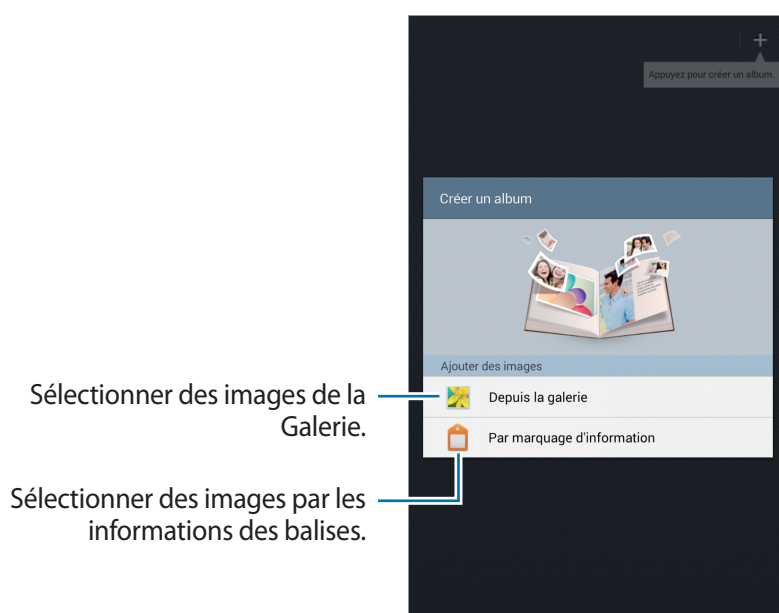 +
Appuyez pour créer un album.
Créer un album
Ajouter des images
Sélectionner des images de la
Galerie.
Depuis la galerie
Par marquage d'information
Sélectionner des images par les
informations des balises.